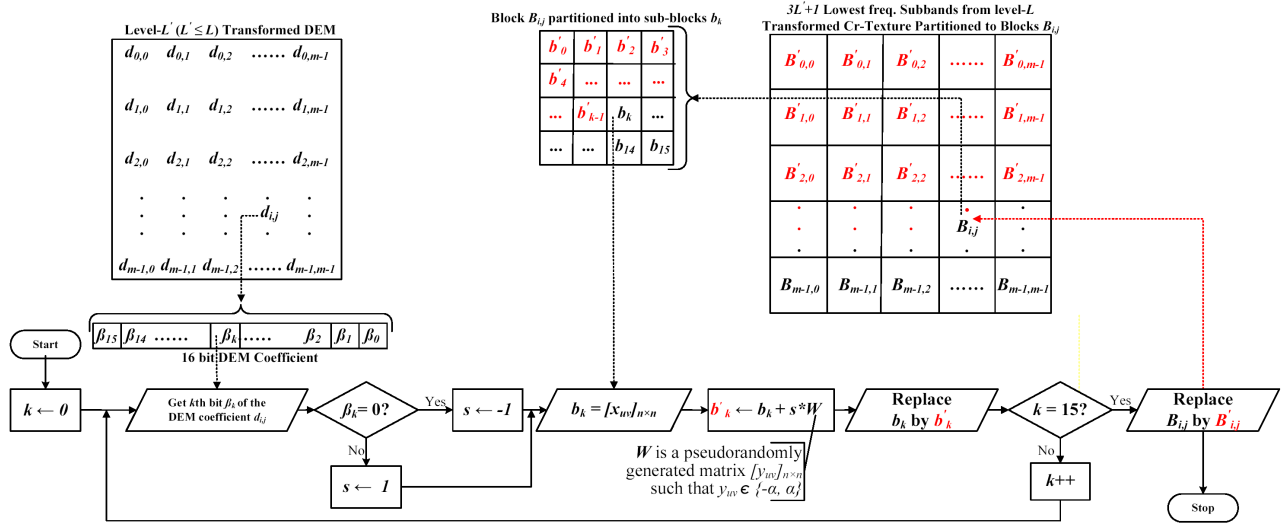 Level-L' (L' ≤ L) Transformed DEM
d0,0 d0,1 d0,2 ...... d0,m-1
d1,0 d1,1 d1,2 ...... d1,m-1
d2,0 d2,1 d2,2 ...... d2,m-1
. . . .
. . di,j .
. . . .
dm-1,0 dm-1,1 dm-1,2 ...... dm-1,m-1
Block Bi,j partitioned into sub-blocks bk
b'0 b'1 b'2 b'3
b'4 ... ... ...
... b'k-1 bk ...
... ... b14 b15
3L'+1 Lowest freq. Subbands from level-L
Transformed Cr-Texture Partitioned to Blocks Bi,j
B'0,0 B'0,1 B'0,2 ...... B'0,m-1
B'1,0 B'1,1 B'1,2 ...... B'1,m-1
B'2,0 B'2,1 B'2,2 ...... B'2,m-1
. . . . .
. . . Bi,j .
. . . .
Bm-1,0 Bm-1,1 Bm-1,2 ...... Bm-1,m-1
β15 β14 ...... βk ...... β2 β1 β0
16 bit DEM Coefficient
Start
k ← 0
Get kth bit βk of the
DEM coefficient di,j
βk= 0?
Yes
No
s ← -1
s ← 1
bk = [xuv]n×n
b'k ← bk + s*W
W is a pseudorandomly
generated matrix [yuv]n×n
such that yuv ϵ {-α, α}
Replace
bk by b'k
k = 15?
Yes
No
k++
Replace
Bi,j by B'i,j
Stop